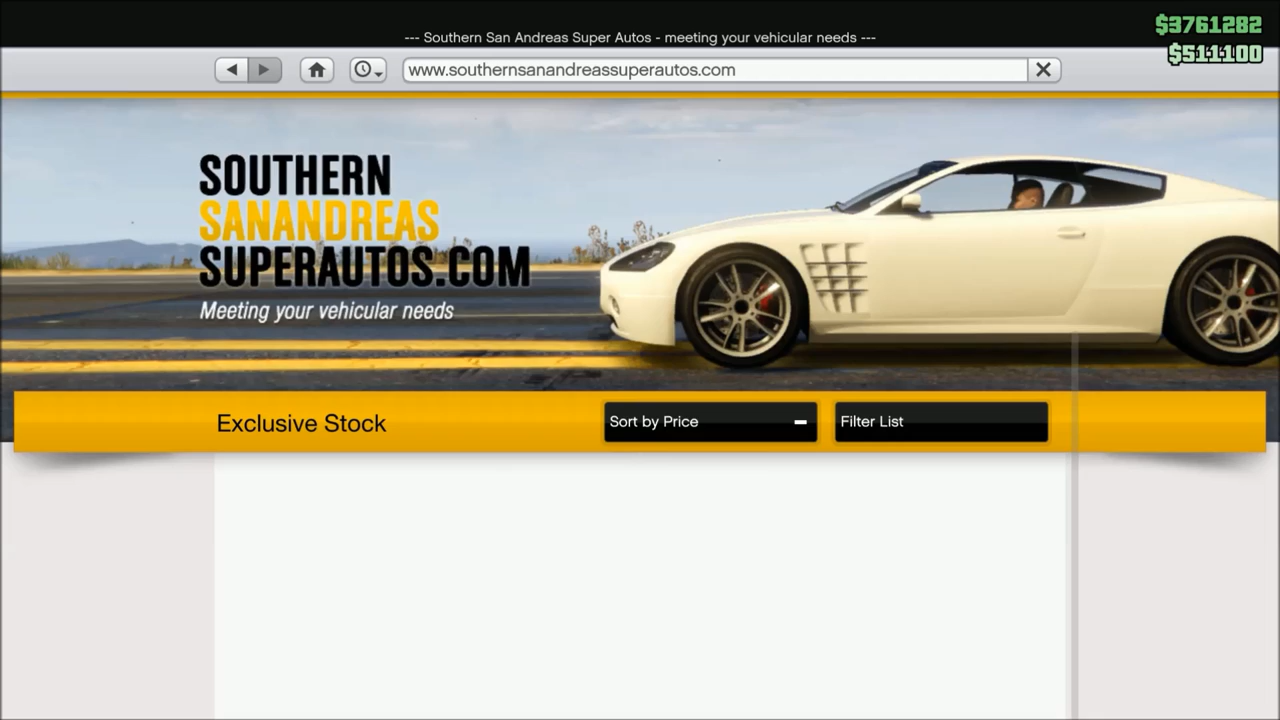 --- Southern San Andreas Super Autos - meeting your vehicular needs ---
$3761282
$511100
www.southernsanandreassuperautos.com
SOUTHERN
SANANDREAS
SUPERAUTOS.COM
Meeting your vehicular needs
Exclusive Stock
Sort by Price
Filter List